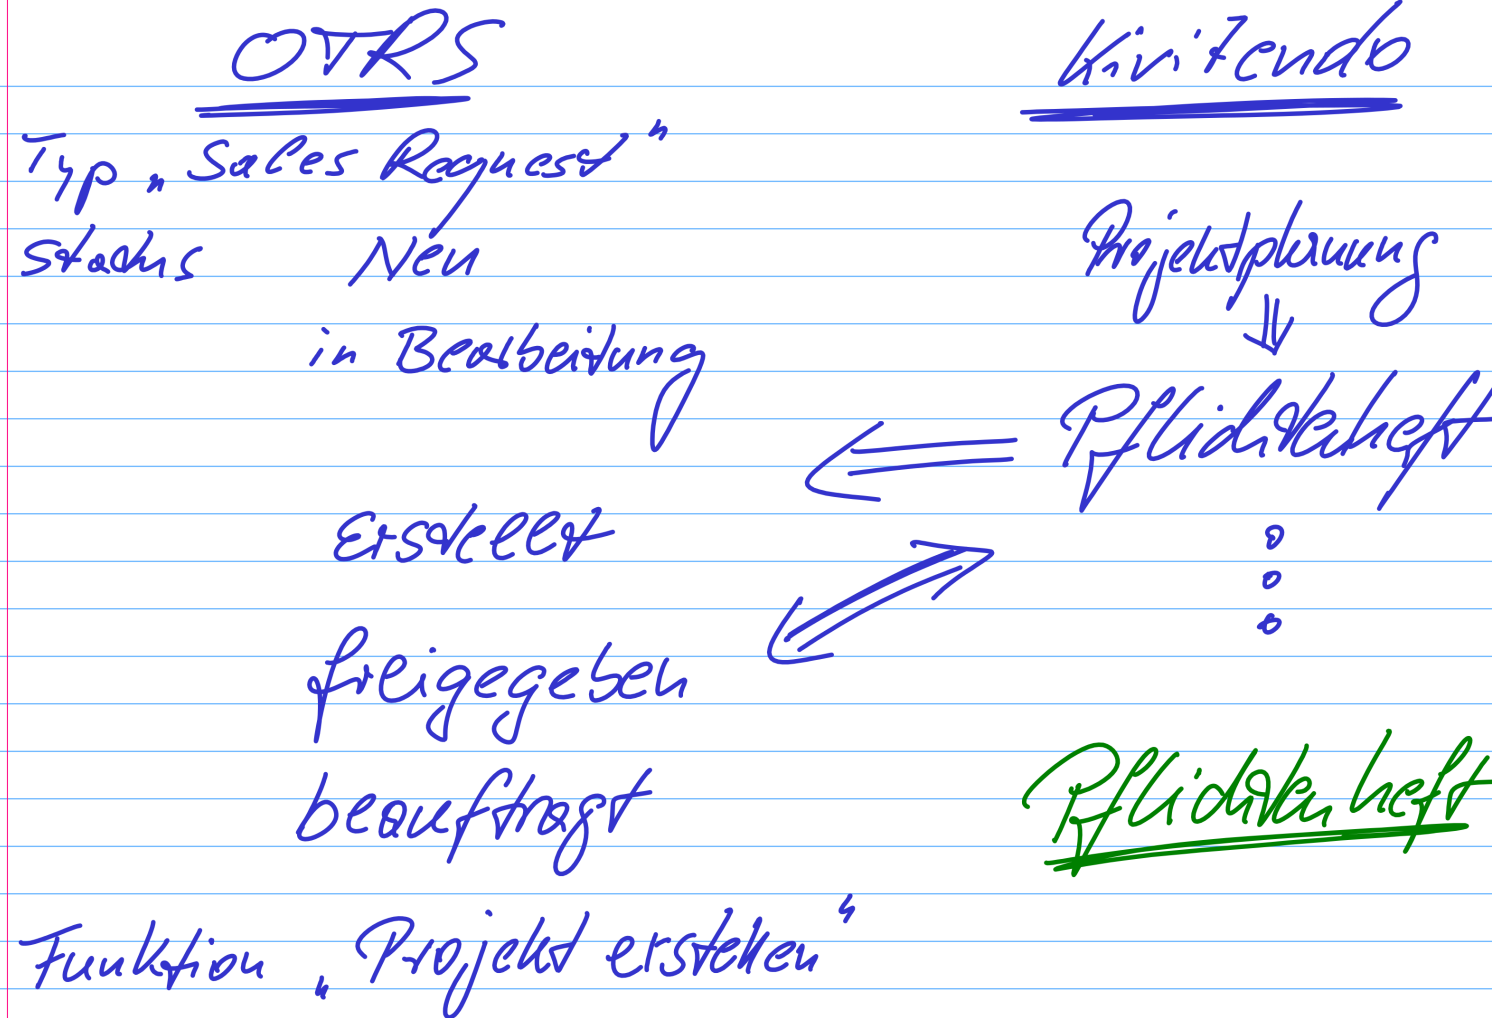 OTRS
Kivitendo
Typ „Sales Request"
Status Neu
Projektplanung
in Bearbeitung
Pflichtenheft
Erstellt
freigegeben
beauftragt
Pflichtenheft
Funktion „Projekt erstellen"